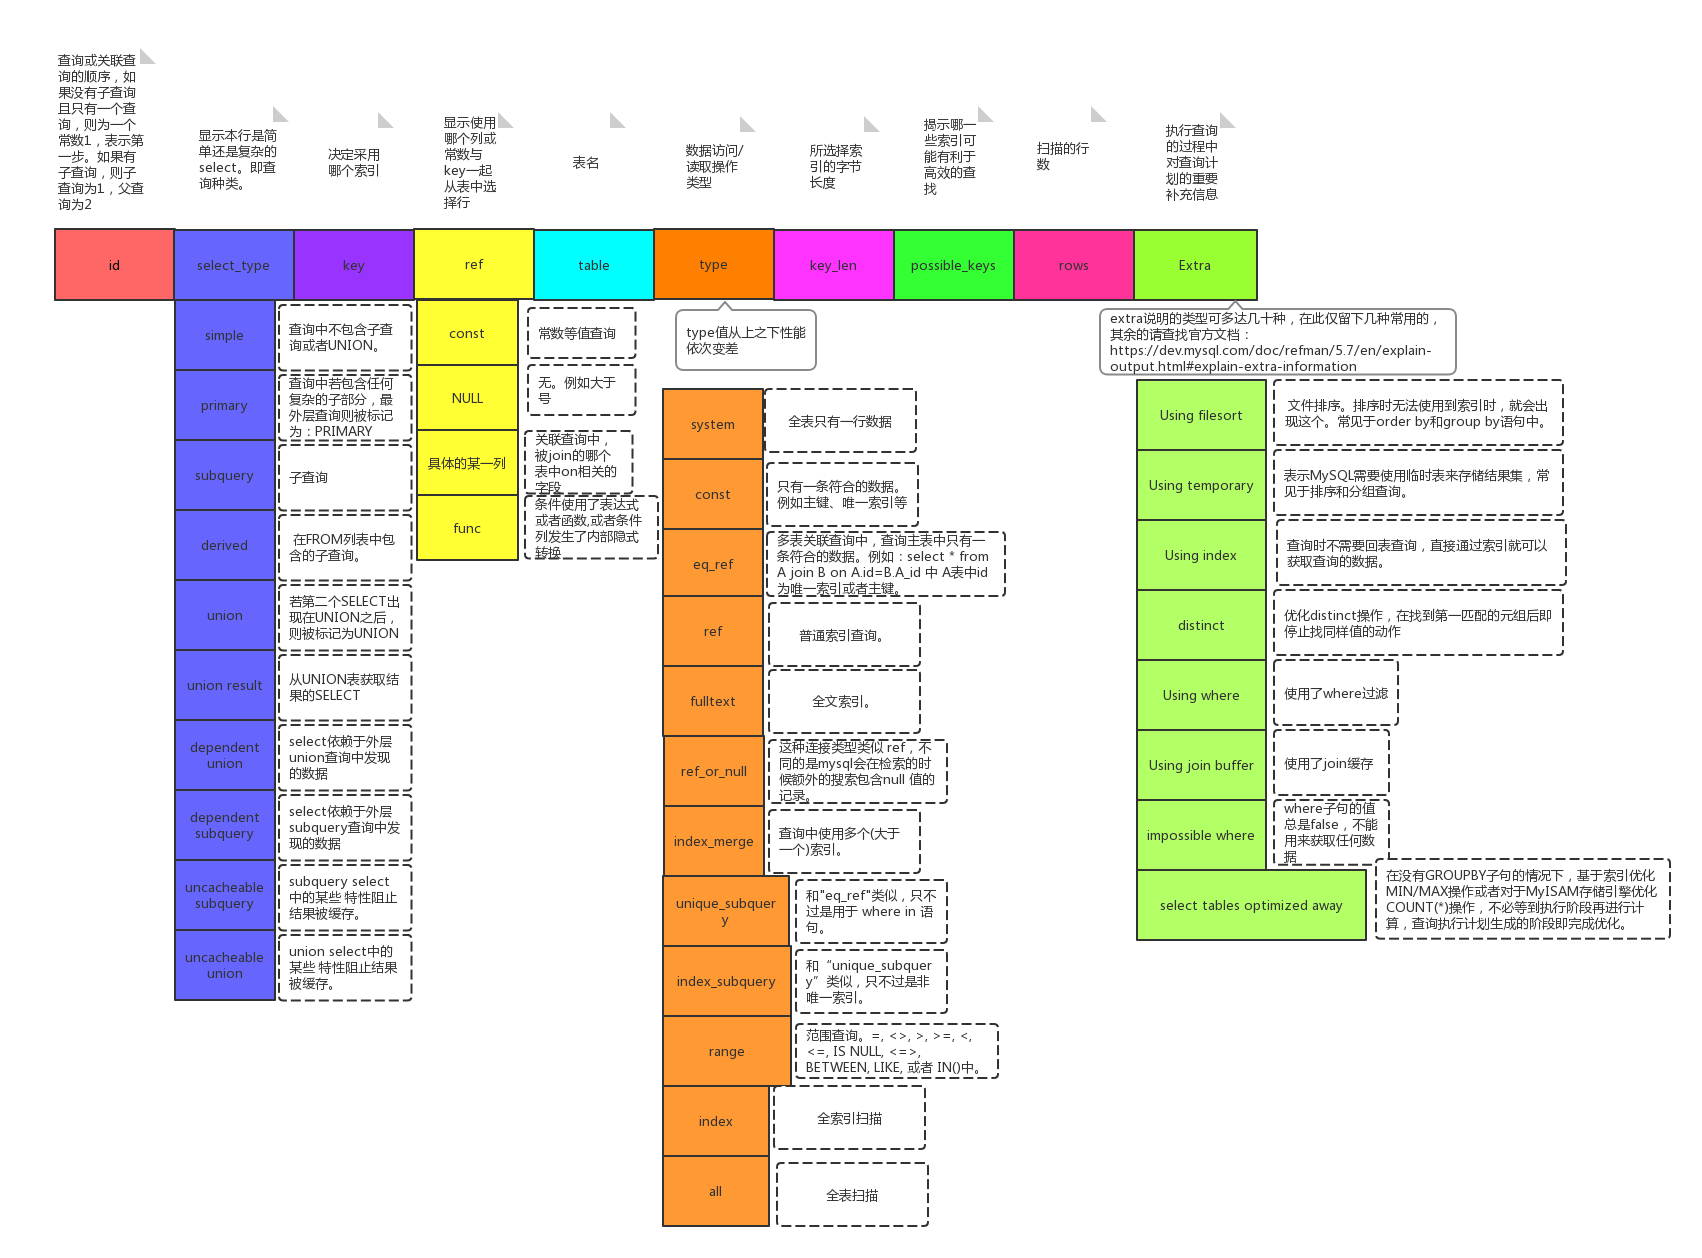 查询或关联查
询的顺序，如
果没有子查询
且只有一个查
询，则为一个
常数1，表示第
一步。如果有
子查询，则子
查询为1，父查
询为2
显示本行是简
单还是复杂的
select。即查
询种类。
决定采用
哪个索引
显示使用
哪个列或
常数与
key一起
从表中选
择行
表名
数据访问/
读取操作
类型
所选择索
引的字节
长度
揭示哪一
些索引可
能有利于
高效的查
找
扫描的行
数
执行查询
的过程中
对查询计
划的重要
补充信息
id
select_type
key
ref
table
type
key_len
possible_keys
rows
Extra
simple
查询中不包含子查
询或者UNION。
primary
查询中若包含任何
复杂的子部分，最
外层查询则被标记
为：PRIMARY
subquery
子查询
derived
在FROM列表中包
含的子查询。
union
若第二个SELECT出
现在UNION之后，
则被标记为UNION
union result
从UNION表获取结
果的SELECT
dependent
union
select依赖于外层
union查询中发现
的数据
dependent
subquery
select依赖于外层
subquery查询中发
现的数据
uncacheable
subquery
subquery select
中的某些 特性阻止
结果被缓存。
uncacheable
union
union select中的
某些 特性阻止结果
被缓存。
const
常数等值查询
NULL
无。例如大于
号
具体的某一列
关联查询中，
被join的哪个
表中on相关的
字段
func
条件使用了表达式
或者函数,或者条件
列发生了内部隐式
转换
type值从上之下性能
依次变差
system
全表只有一行数据
const
只有一条符合的数据。
例如主键、唯一索引等
eq_ref
多表关联查询中，查询主表中只有一
条符合的数据。例如：select * from
A join B on A.id=B.A_id 中 A表中id
为唯一索引或者主键。
ref
普通索引查询。
fulltext
全文索引。
ref_or_null
这种连接类型类似 ref，不
同的是mysql会在检索的时
候额外的搜索包含null 值的
记录。
index_merge
查询中使用多个(大于
一个)索引。
unique_subquer
y
和"eq_ref"类似，只不
过是用于 where in 语
句。
index_subquery
和“unique_subquer
y”类似，只不过是非
唯一索引。
range
范围查询。=, <>, >, >=, <,
<=, IS NULL, <=>,
BETWEEN, LIKE, 或者 IN()中。
index
全索引扫描
all
全表扫描
extra说明的类型可多达几十种，在此仅留下几种常用的，
其余的请查找官方文档：
https://dev.mysql.com/doc/refman/5.7/en/explain-
output.html#explain-extra-information
Using filesort
文件排序。排序时无法使用到索引时，就会出
现这个。常见于order by和group by语句中。
Using temporary
表示MySQL需要使用临时表来存储结果集，常
见于排序和分组查询。
Using index
查询时不需要回表查询，直接通过索引就可以
获取查询的数据。
distinct
优化distinct操作，在找到第一匹配的元组后即
停止找同样值的动作
Using where
使用了where过滤
Using join buffer
使用了join缓存
impossible where
where子句的值
总是false，不能
用来获取任何数
据
select tables optimized away
在没有GROUPBY子句的情况下，基于索引优化
MIN/MAX操作或者对于MyISAM存储引擎优化
COUNT(*)操作，不必等到执行阶段再进行计
算，查询执行计划生成的阶段即完成优化。